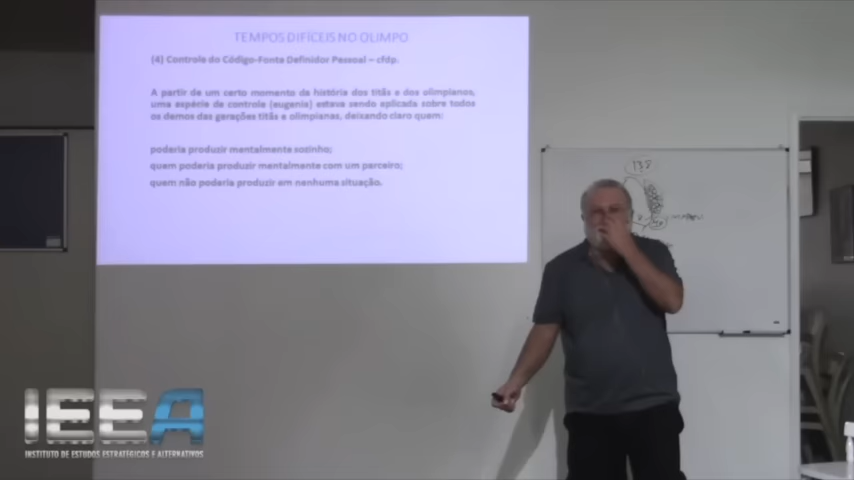 TEMPOS DIFÍCEIS NO OLIMPO
(4) Controle do Código-Fonte Definidor Pessoal – cfdp.
A partir de um certo momento da história dos titãs e dos olimpianos,
uma espécie de controle (eugenia) estava sendo aplicada sobre todos
os demos das gerações titãs e olimpianas, deixando claro quem:
poderia produzir mentalmente sozinho;
quem poderia produzir mentalmente com um parceiro;
quem não poderia produzir em nenhuma situação.
IEEA
INSTITUTO DE ESTUDOS ESTRATÉGICOS E ALTERNATIVOS